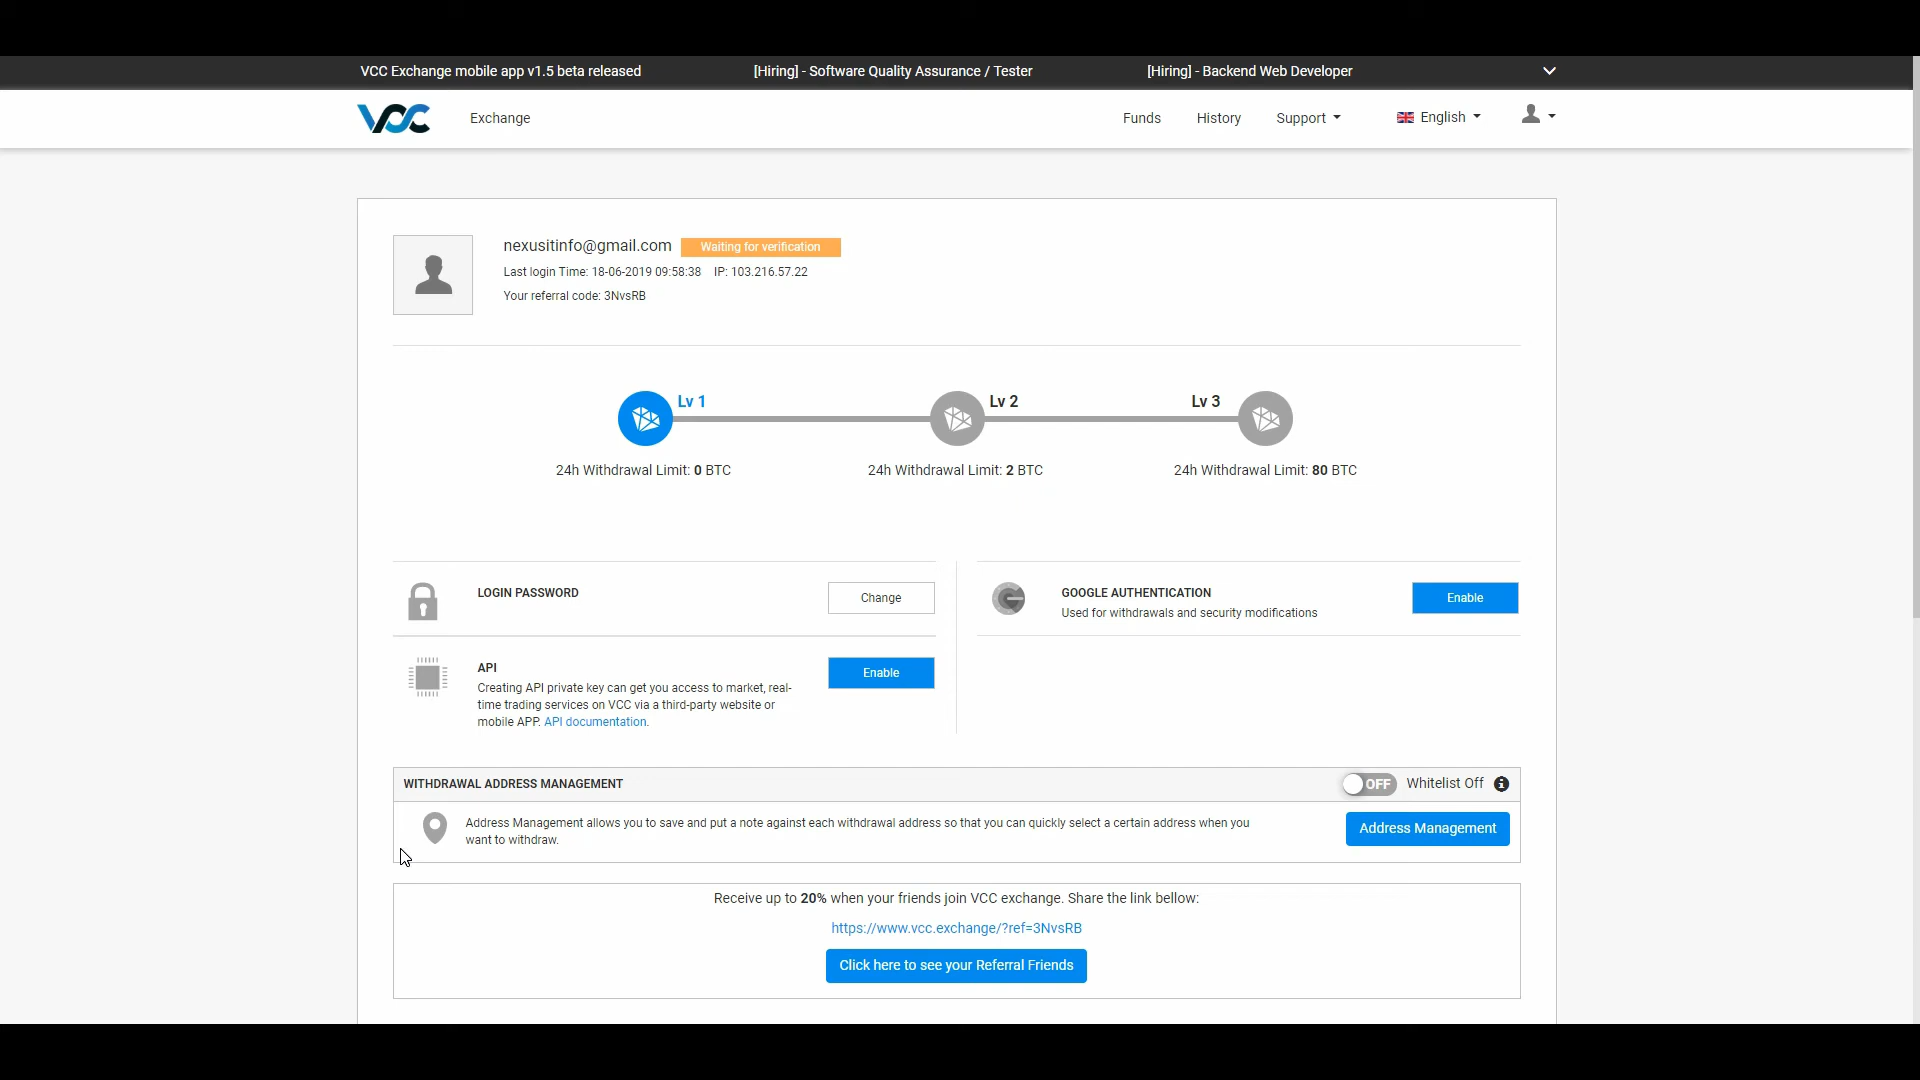 VCC Exchange mobile app v1.5 beta released [Hiring] - Software Quality Assurance / Tester [Hiring] - Backend Web Developer
VCC Exchange Funds History Support English
nexusitinfo@gmail.com Waiting for verification
Last login Time: 18-06-2019 09:58:38 IP: 103.216.57.22
Your referral code: 3NvsRB
Lv 1 Lv 2 Lv 3
24h Withdrawal Limit: 0 BTC 24h Withdrawal Limit: 2 BTC 24h Withdrawal Limit: 80 BTC
LOGIN PASSWORD Change
GOOGLE AUTHENTICATION Enable
Used for withdrawals and security modifications
API Enable
Creating API private key can get you access to market, real-
time trading services on VCC via a third-party website or
mobile APP. API documentation.
WITHDRAWAL ADDRESS MANAGEMENT OFF Whitelist Off
Address Management allows you to save and put a note against each withdrawal address so that you can quickly select a certain address when you
want to withdraw.
Address Management
Receive up to 20% when your friends join VCC exchange. Share the link bellow:
https://www.vcc.exchange/?ref=3NvsRB
Click here to see your Referral Friends